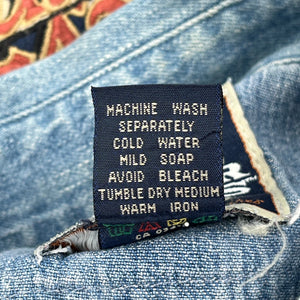 MACHINE WASH
SEPARATELY
COLD WATER
MILD SOAP
AVOID BLEACH
TUMBLE DRY MEDIUM
WARM IRON